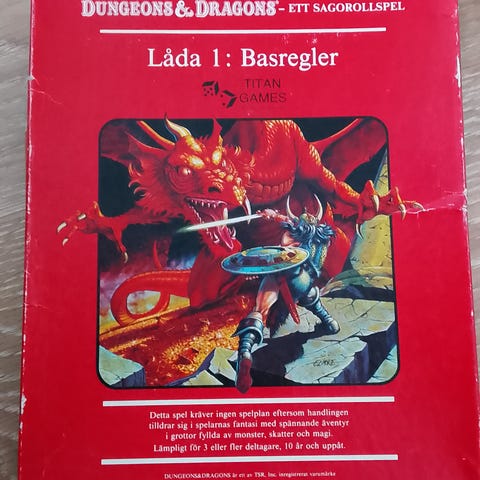 DUNGEONS & DRAGONS® – ETT SAGOROLLSPEL
Låda 1: Basregler
TITAN
GAMES
ELMORE
Detta spel kräver ingen spelplan eftersom handlingen
tilldrar sig i spelarnas fantasi med spännande äventyr
i grottor fyllda av monster, skatter och magi.
Lämpligt för 3 eller fler deltagare, 10 år och uppåt.
DUNGEONS&DRAGONS är ett av TSR, Inc. inregistrerat varumärke